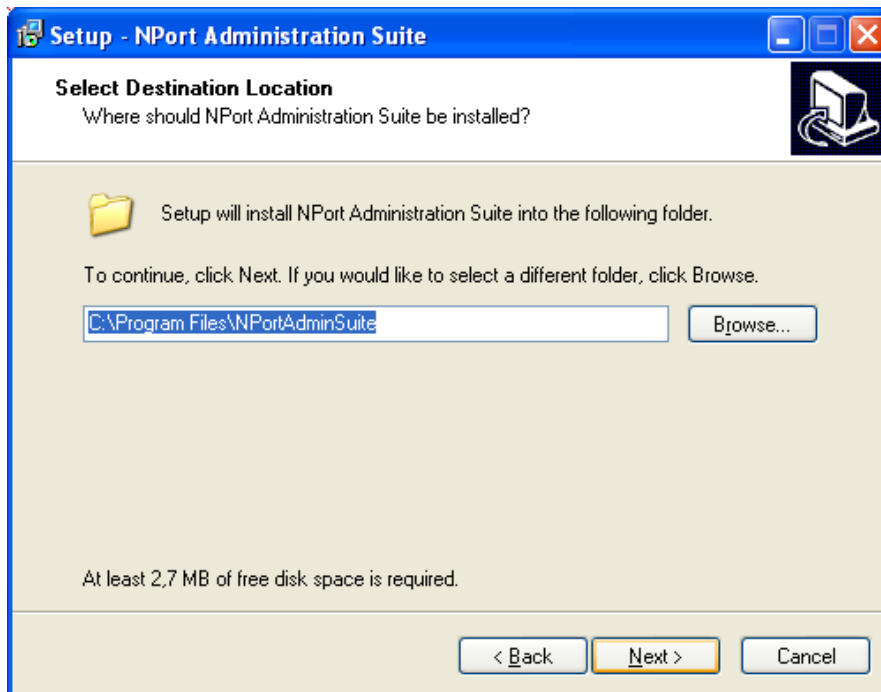 Setup - NPort Administration Suite
Select Destination Location
Where should NPort Administration Suite be installed?
Setup will install NPort Administration Suite into the following folder.
To continue, click Next. If you would like to select a different folder, click Browse.
C:\Program Files\NPortAdminSuite
Browse...
At least 2,7 MB of free disk space is required.
< Back
Next >
Cancel